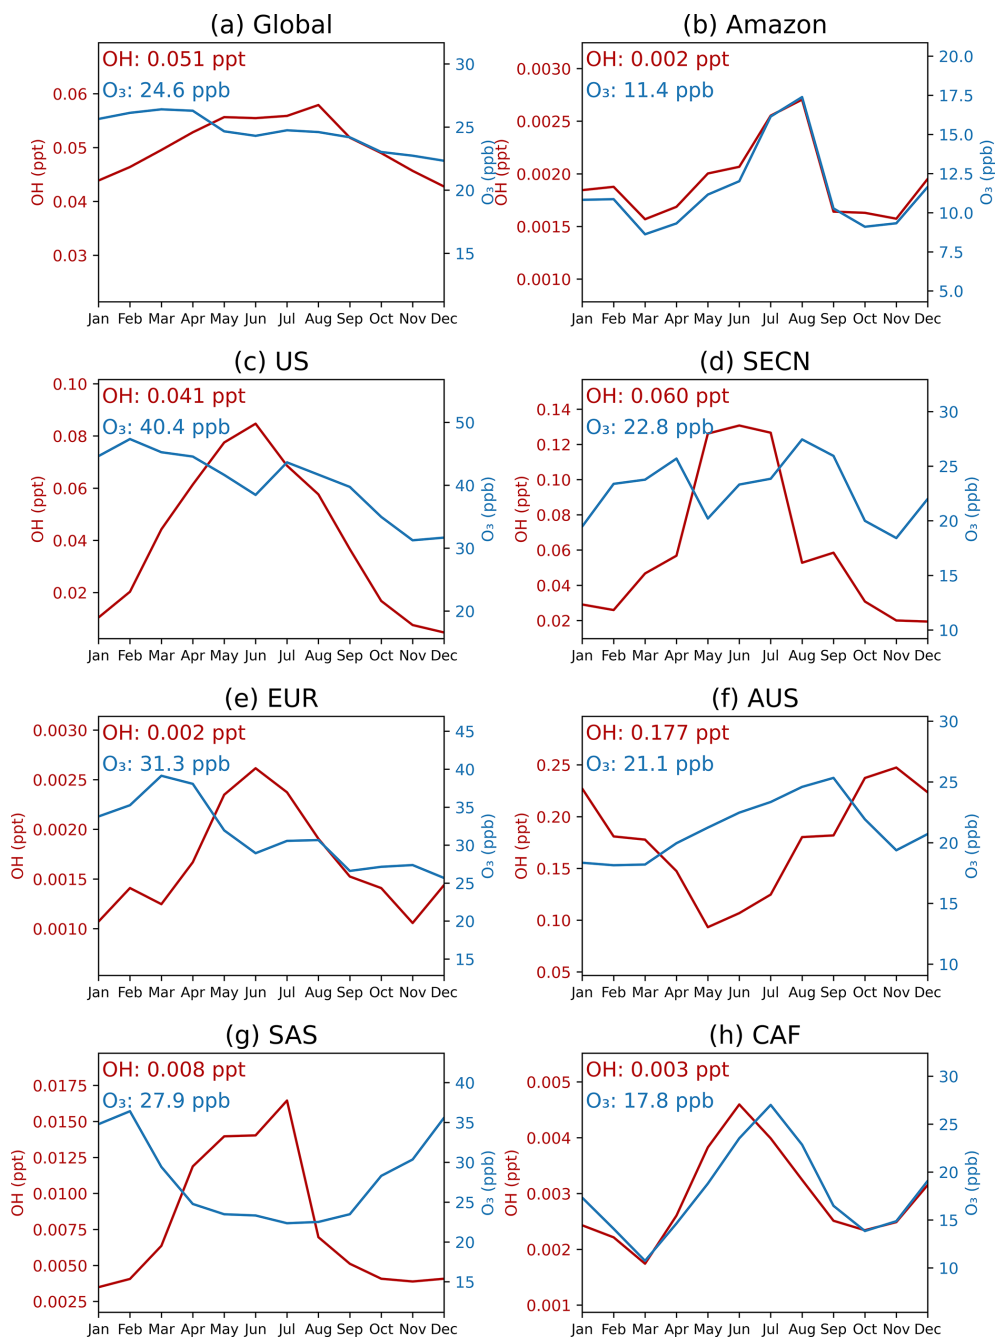 (a) Global
OH: 0.051 ppt
O₃: 24.6 ppb
OH (ppt)
0.06
0.05
0.04
0.03
O₃ (ppb)
30
25
20
15
Jan Feb Mar Apr May Jun Jul Aug Sep Oct Nov Dec
(b) Amazon
OH: 0.002 ppt
O₃: 11.4 ppb
OH (ppt)
0.0030
0.0025
0.0020
0.0015
0.0010
O₃ (ppb)
20.0
17.5
15.0
12.5
10.0
7.5
5.0
Jan Feb Mar Apr May Jun Jul Aug Sep Oct Nov Dec
(c) US
OH: 0.041 ppt
O₃: 40.4 ppb
OH (ppt)
0.10
0.08
0.06
0.04
0.02
O₃ (ppb)
50
40
30
20
Jan Feb Mar Apr May Jun Jul Aug Sep Oct Nov Dec
(d) SECN
OH: 0.060 ppt
O₃: 22.8 ppb
OH (ppt)
0.14
0.12
0.10
0.08
0.06
0.04
0.02
O₃ (ppb)
30
25
20
15
10
Jan Feb Mar Apr May Jun Jul Aug Sep Oct Nov Dec
(e) EUR
OH: 0.002 ppt
O₃: 31.3 ppb
OH (ppt)
0.0030
0.0025
0.0020
0.0015
0.0010
O₃ (ppb)
45
40
35
30
25
20
15
Jan Feb Mar Apr May Jun Jul Aug Sep Oct Nov Dec
(f) AUS
OH: 0.177 ppt
O₃: 21.1 ppb
OH (ppt)
0.25
0.20
0.15
0.10
0.05
O₃ (ppb)
30
25
20
15
10
Jan Feb Mar Apr May Jun Jul Aug Sep Oct Nov Dec
(g) SAS
OH: 0.008 ppt
O₃: 27.9 ppb
OH (ppt)
0.0175
0.0150
0.0125
0.0100
0.0075
0.0050
0.0025
O₃ (ppb)
40
35
30
25
20
15
Jan Feb Mar Apr May Jun Jul Aug Sep Oct Nov Dec
(h) CAF
OH: 0.003 ppt
O₃: 17.8 ppb
OH (ppt)
0.005
0.004
0.003
0.002
0.001
O₃ (ppb)
30
25
20
15
10
Jan Feb Mar Apr May Jun Jul Aug Sep Oct Nov Dec